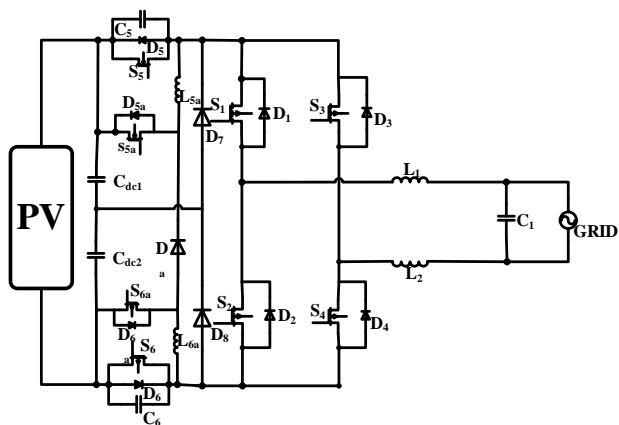 C5
D5
S5
L5a
D5a
S5a
D7
S1
D1
S3
D3
L1
PV
Cdc1
Cdc2
D
a
C1
GRID
L2
S6a
D6
S6
a
L6a
D8
S2
D2
S4
D4
D6
C6